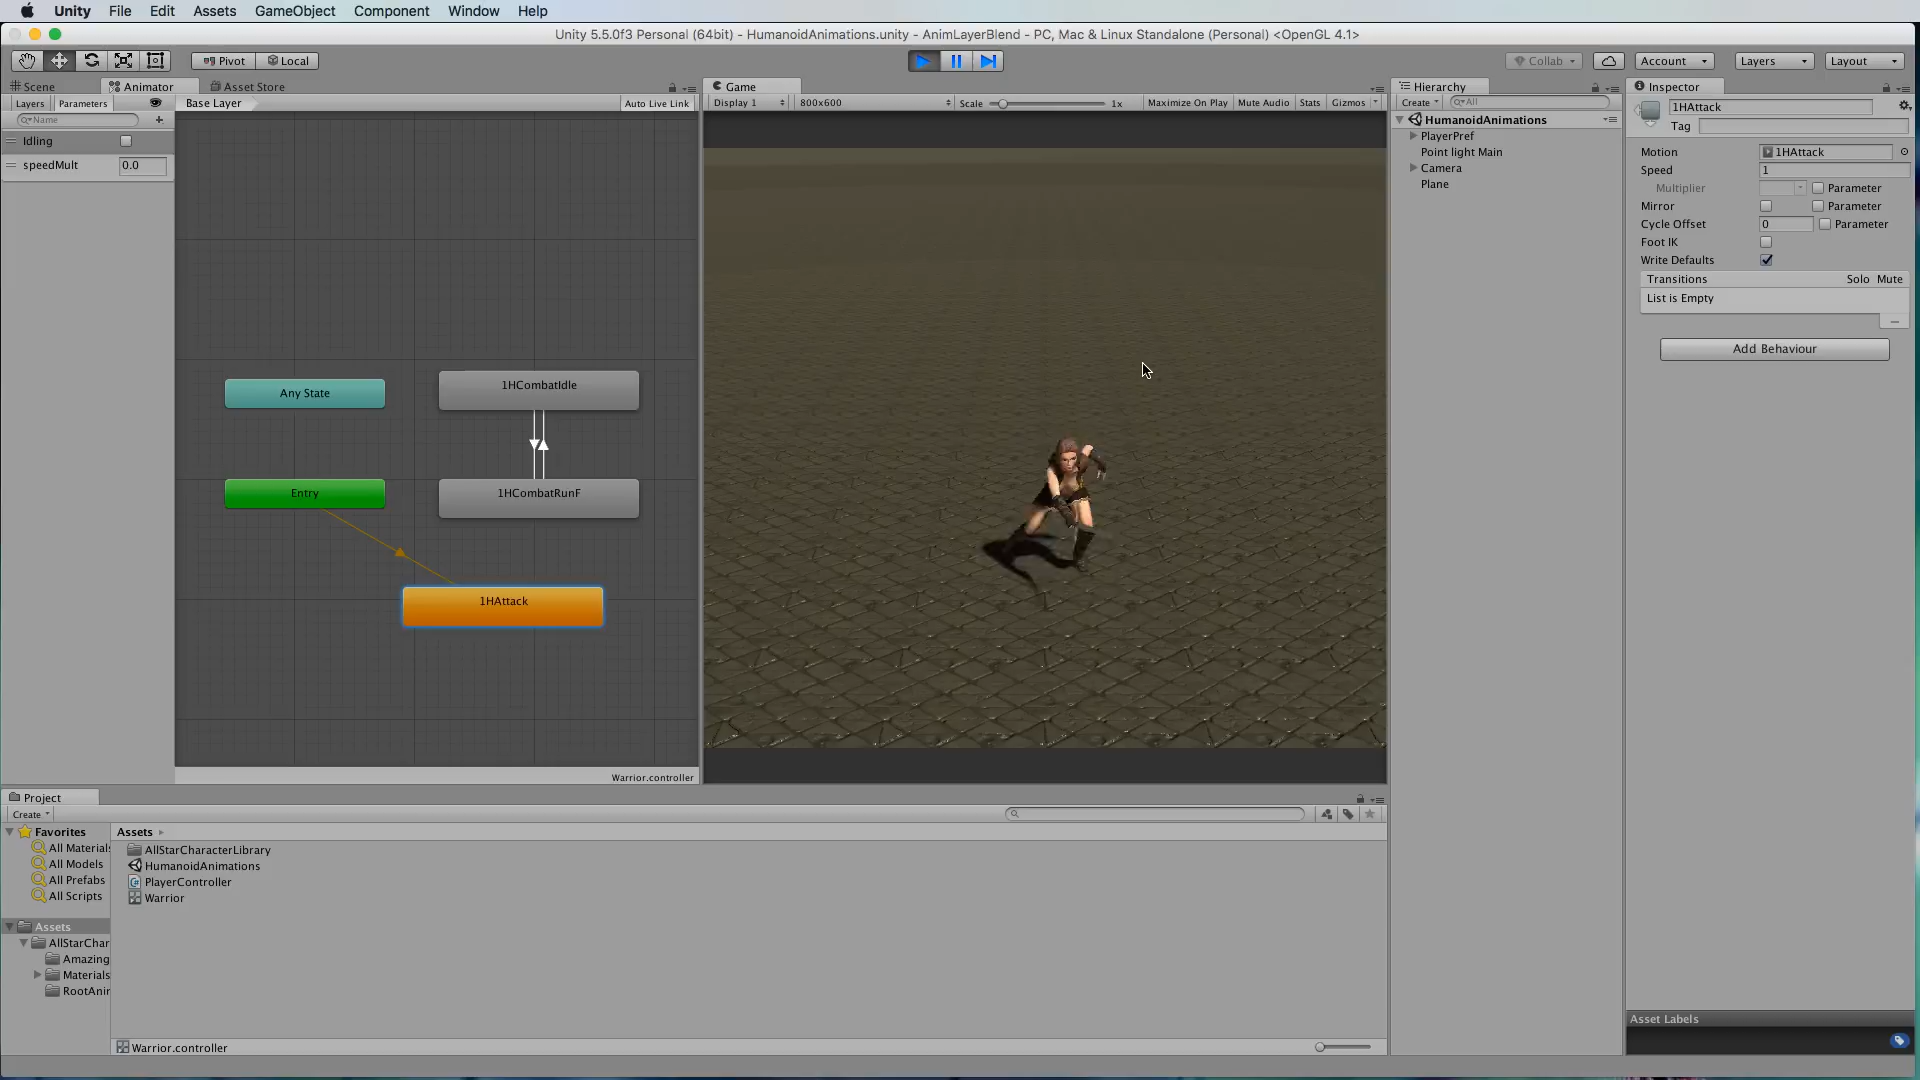 Unity File Edit Assets GameObject Component Window Help
Unity 5.5.0f3 Personal (64bit) - HumanoidAnimations.unity - AnimLayerBlend - PC, Mac & Linux Standalone (Personal) <OpenGL 4.1>
Pivot Local
Collab Account Layers Layout
Scene Animator Asset Store
Layers Parameters Base Layer Auto Live Link
Name
Idling
speedMult 0.0
Any State
1HCombatIdle
Entry
1HCombatRunF
1HAttack
Warrior.controller
Game
Display 1 800x600 Scale 1x Maximize On Play Mute Audio Stats Gizmos
Hierarchy
Create All
HumanoidAnimations
PlayerPref
Point light Main
Camera
Plane
Inspector
1HAttack
Tag
Motion 1HAttack
Speed 1
Multiplier Parameter
Mirror Parameter
Cycle Offset 0 Parameter
Foot IK
Write Defaults
Transitions Solo Mute
List is Empty
Add Behaviour
Asset Labels
Project
Create
Favorites
All Materials
All Models
All Prefabs
All Scripts
Assets
AllStarChar
Amazing
Materials
RootAnir
Assets
AllStarCharacterLibrary
HumanoidAnimations
PlayerController
Warrior
Warrior.controller